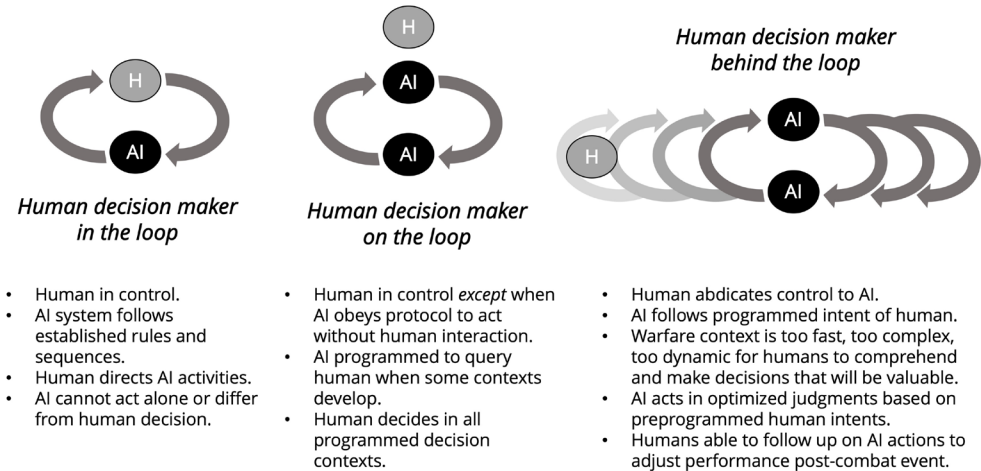 H
AI
Human decision maker
in the loop
• Human in control.
• AI system follows
established rules and
sequences.
• Human directs AI activities.
• AI cannot act alone or differ
from human decision.
H
AI
AI
Human decision maker
on the loop
• Human in control except when
AI obeys protocol to act
without human interaction.
• AI programmed to query
human when some contexts
develop.
• Human decides in all
programmed decision
contexts.
Human decision maker
behind the loop
H
AI
AI
• Human abdicates control to AI.
• AI follows programmed intent of human.
• Warfare context is too fast, too complex,
too dynamic for humans to comprehend
and make decisions that will be valuable.
• AI acts in optimized judgments based on
preprogrammed human intents.
• Humans able to follow up on AI actions to
adjust performance post-combat event.